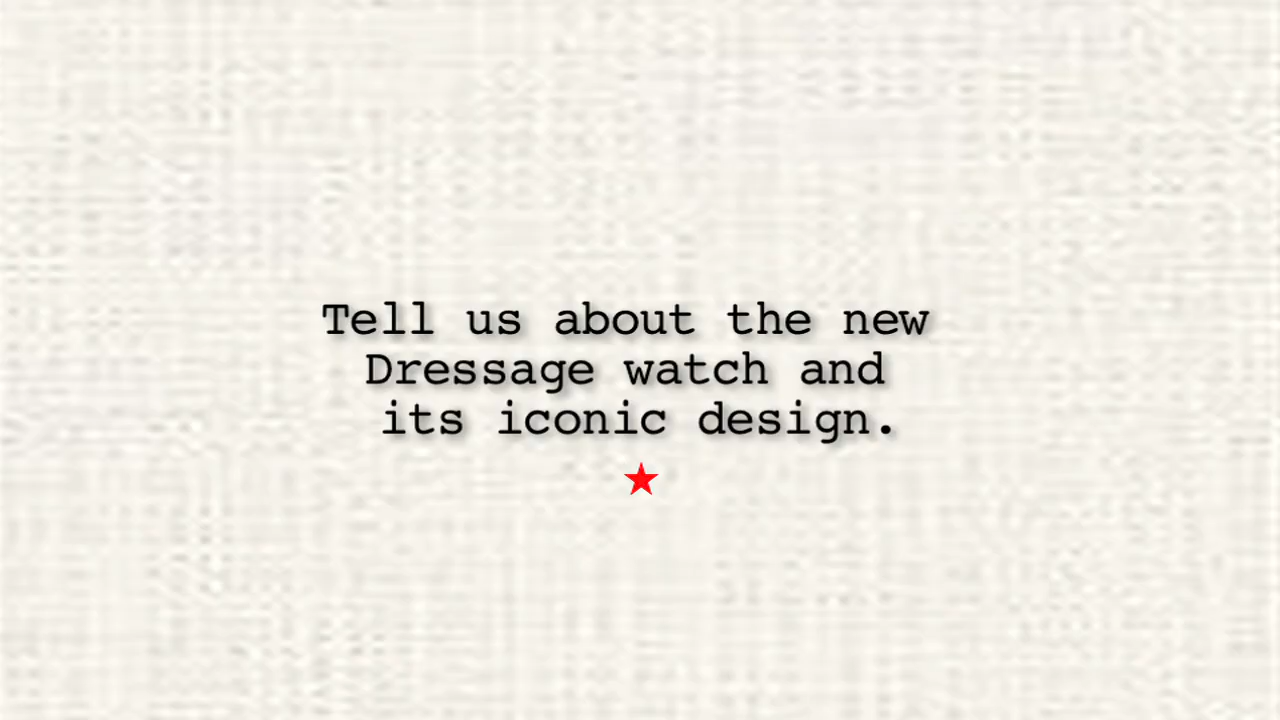 Tell us about the new
Dressage watch and
its iconic design.